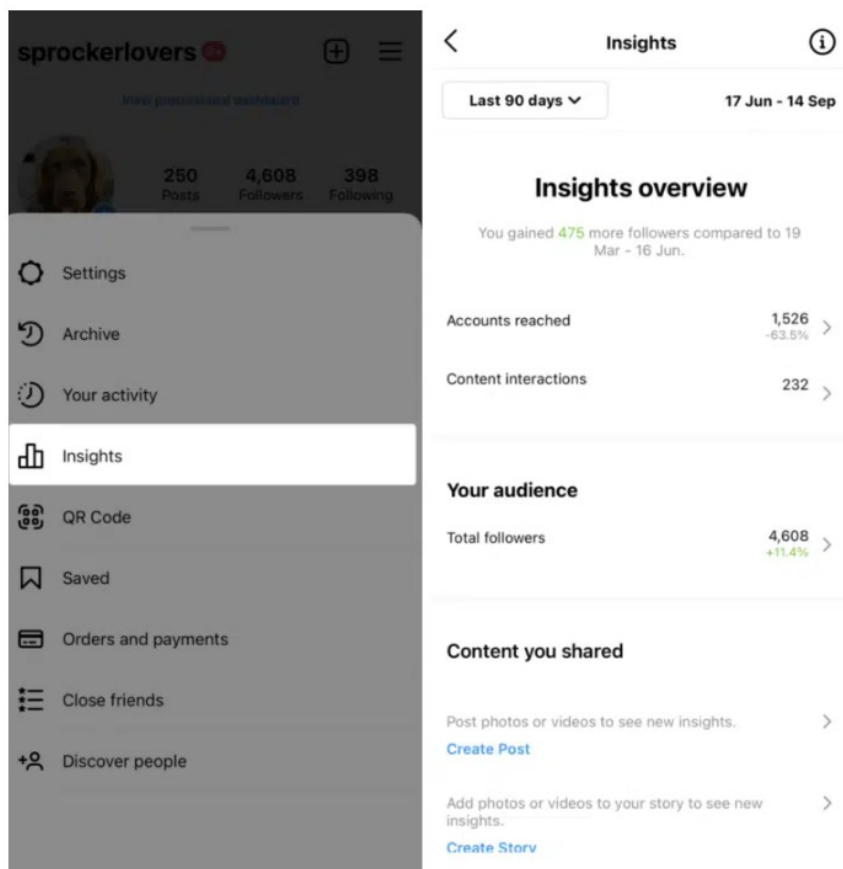 sprockerlovers 9+
View professional dashboard
250 4,608 398
Posts Followers Following
Settings
Archive
Your activity
Insights
QR Code
Saved
Orders and payments
Close friends
Discover people
Insights
Last 90 days
17 Jun - 14 Sep
Insights overview
You gained 475 more followers compared to 19
Mar - 16 Jun.
Accounts reached
1,526
-63.5%
Content interactions
232
Your audience
Total followers
4,608
+11.4%
Content you shared
Post photos or videos to see new insights.
Create Post
Add photos or videos to your story to see new
insights.
Create Story